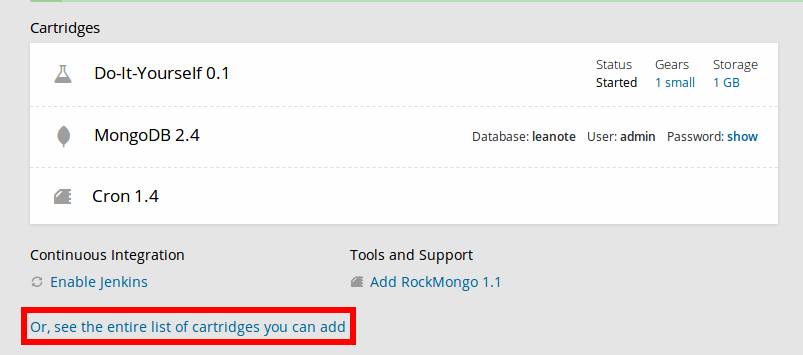 Cartridges
Do-It-Yourself 0.1
Status Gears Storage
Started 1 small 1 GB
MongoDB 2.4
Database: leanote User: admin Password: show
Cron 1.4
Continuous Integration
Enable Jenkins
Tools and Support
Add RockMongo 1.1
Or, see the entire list of cartridges you can add